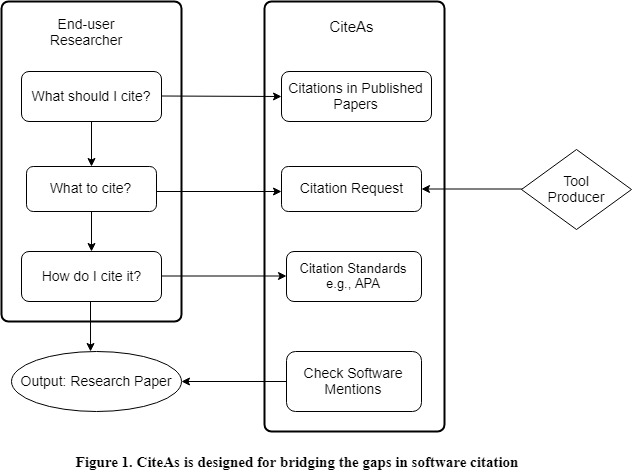 End-user
Researcher
CiteAs
What should I cite?
Citations in Published
Papers
What to cite?
Citation Request
Tool
Producer
How do I cite it?
Citation Standards
e.g., APA
Output: Research Paper
Check Software
Mentions
Figure 1. CiteAs is designed for bridging the gaps in software citation